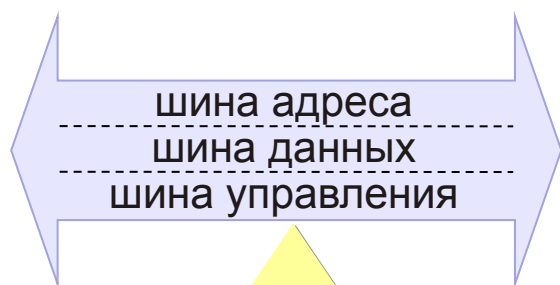 шина адреса
шина данных
шина управления